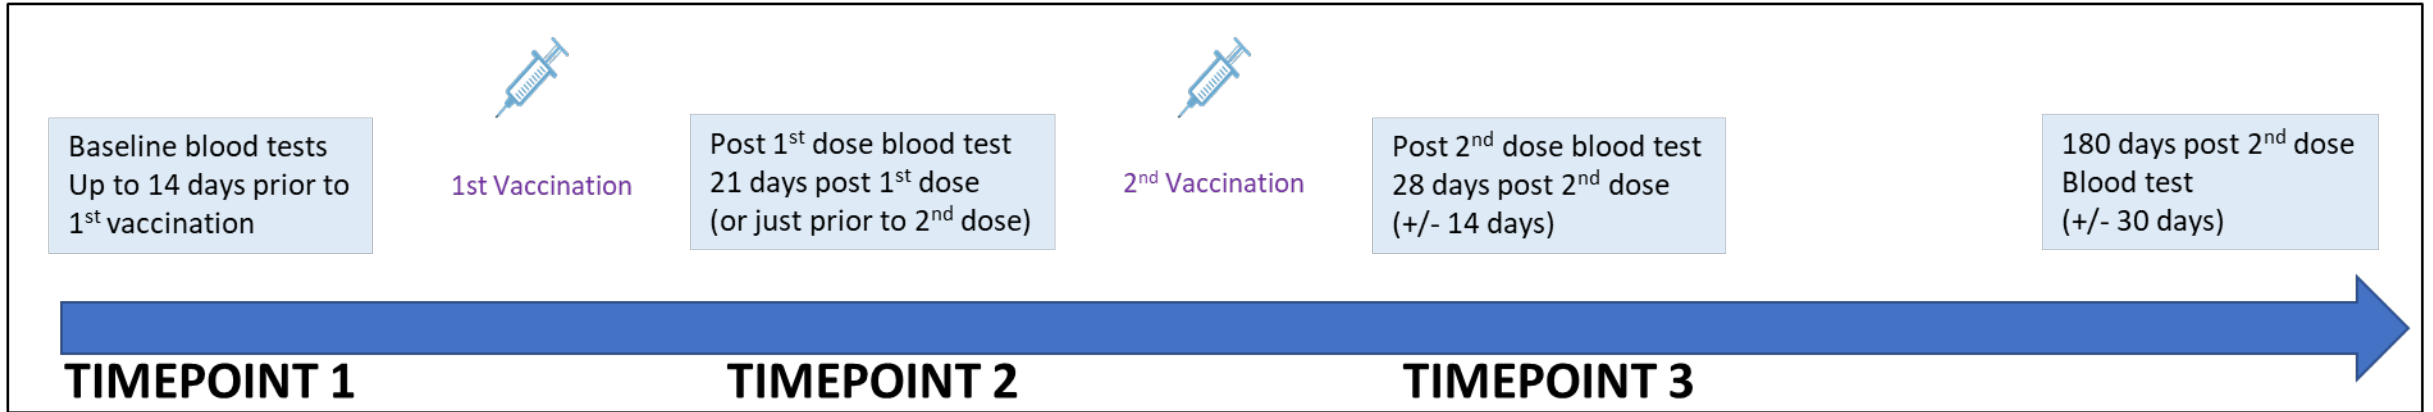 Baseline blood tests
Up to 14 days prior to
1st vaccination
1st Vaccination
Post 1st dose blood test
21 days post 1st dose
(or just prior to 2nd dose)
2nd Vaccination
Post 2nd dose blood test
28 days post 2nd dose
(+/- 14 days)
180 days post 2nd dose
Blood test
(+/- 30 days)
TIMEPOINT 1
TIMEPOINT 2
TIMEPOINT 3